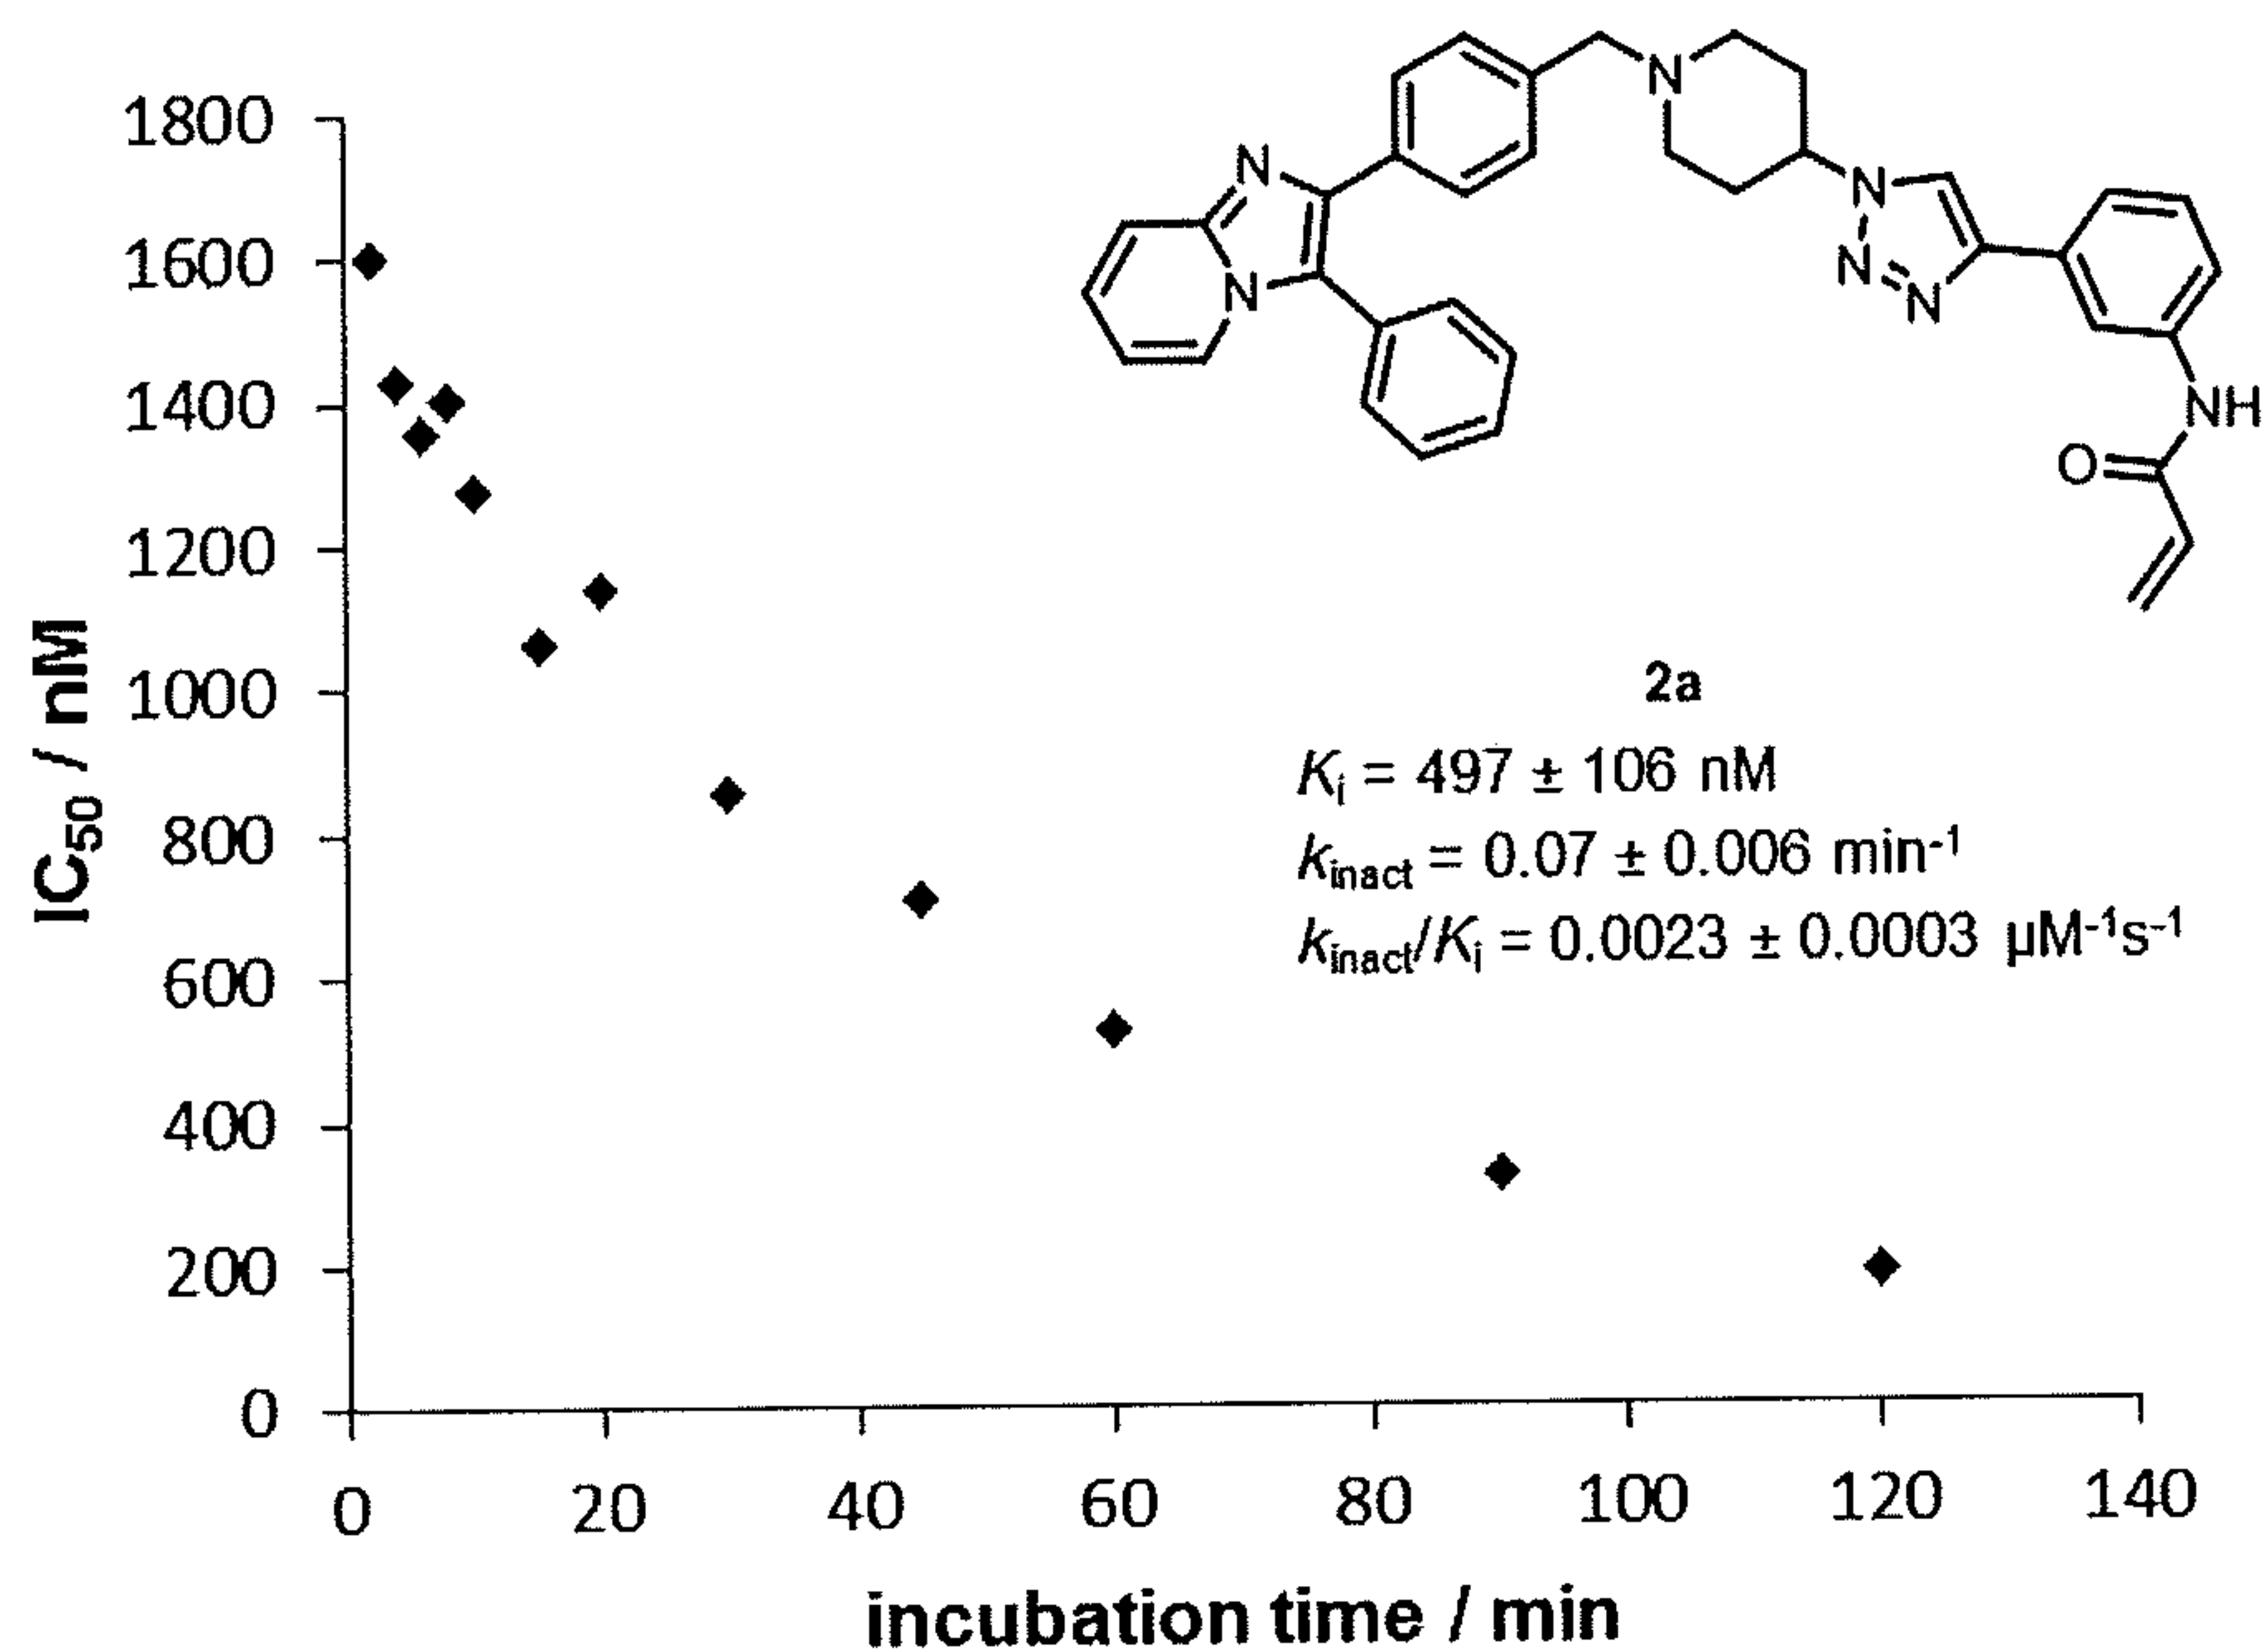 1800
1600
1400
1200
1000
800
600
400
200
0
IC50 / nM
0 20 40 60 80 100 120 140
incubation time / min
N
N
N
N
N
N
NH
O
2a
Ki = 497 ± 106 nM
kinact = 0.07 ± 0.006 min-1
kinact/Ki = 0.0023 ± 0.0003 µM-1s-1